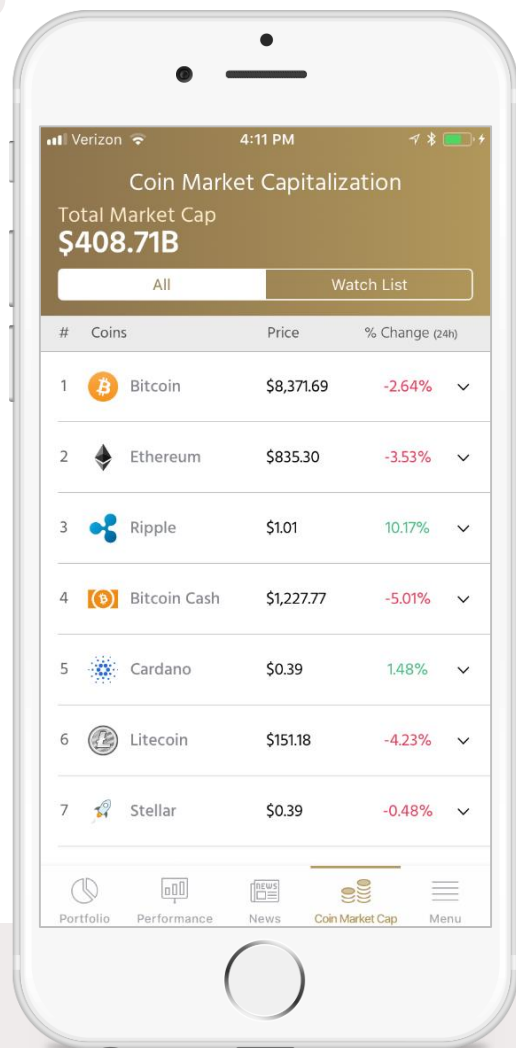 Verizon 4:11 PM
Coin Market Capitalization
Total Market Cap
$408.71B
All Watch List
# Coins Price % Change (24h)
1 Bitcoin $8,371.69 -2.64%
2 Ethereum $835.30 -3.53%
3 Ripple $1.01 10.17%
4 Bitcoin Cash $1,227.77 -5.01%
5 Cardano $0.39 1.48%
6 Litecoin $151.18 -4.23%
7 Stellar $0.39 -0.48%
NEWS
Portfolio Performance News Coin Market Cap Menu